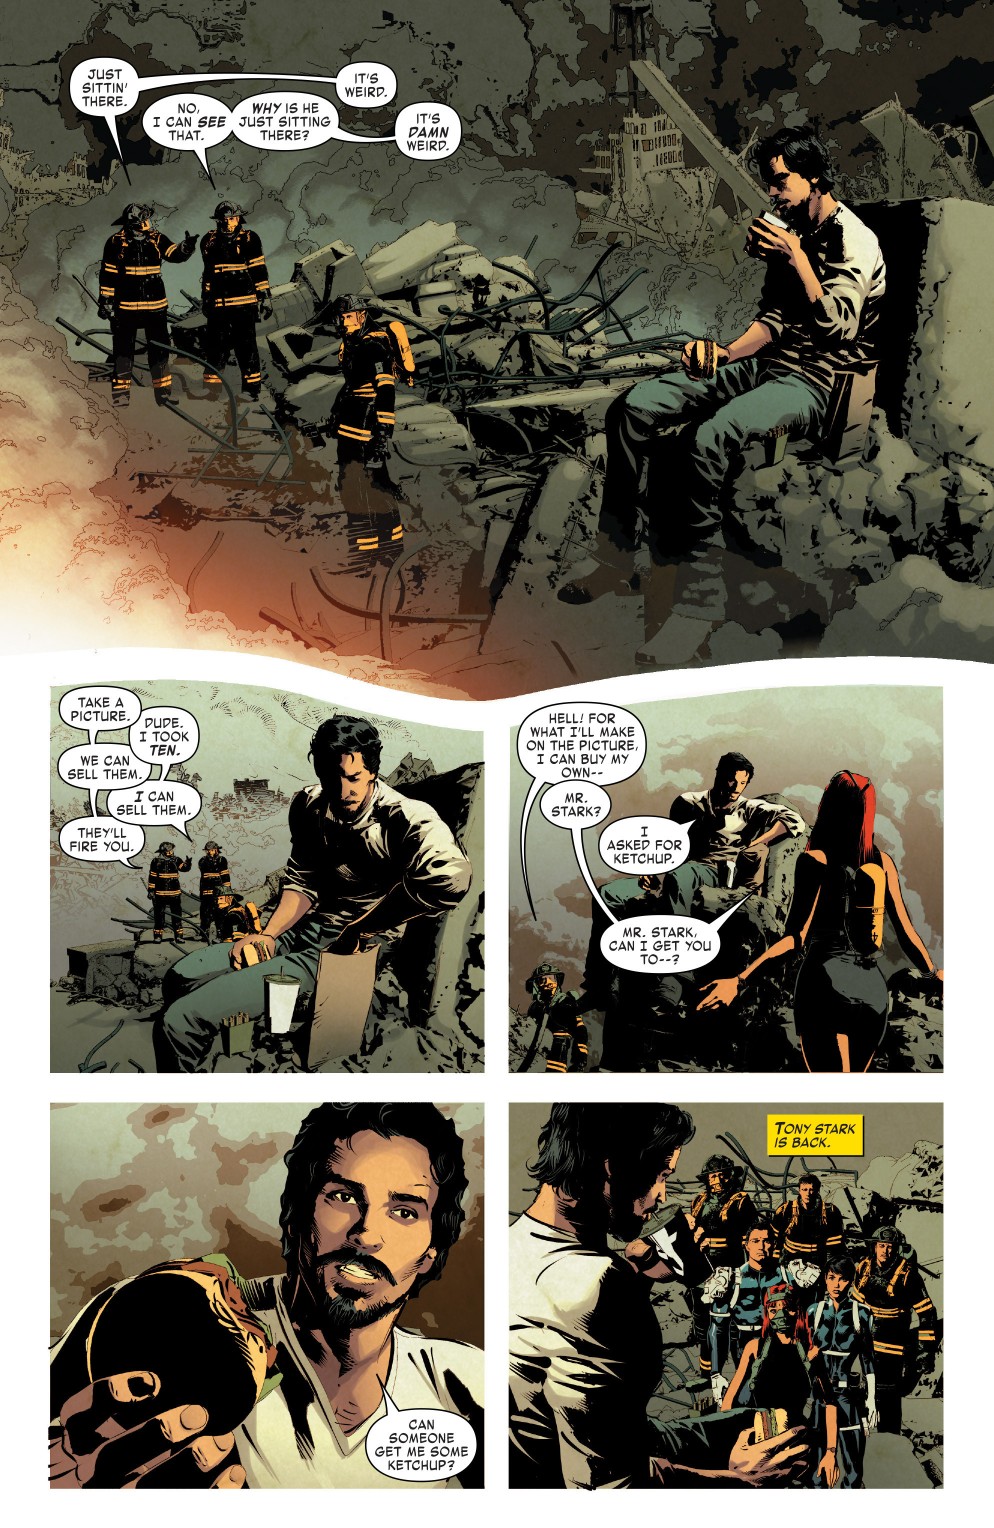 JUST
SITTIN'
THERE.
IT'S
WEIRD.
NO,
I CAN SEE
THAT.
WHY IS HE
JUST SITTING
THERE?
IT'S
DAMN
WEIRD.
TAKE A
PICTURE.
DUDE.
I TOOK
TEN.
WE CAN
SELL THEM.
I CAN
SELL THEM.
THEY'LL
FIRE YOU.
HELL! FOR
WHAT I'LL MAKE
ON THE PICTURE,
I CAN BUY MY
OWN--
MR.
STARK?
I
ASKED FOR
KETCHUP.
MR. STARK,
CAN I GET YOU
TO--?
CAN
SOMEONE
GET ME SOME
KETCHUP?
TONY STARK
IS BACK.